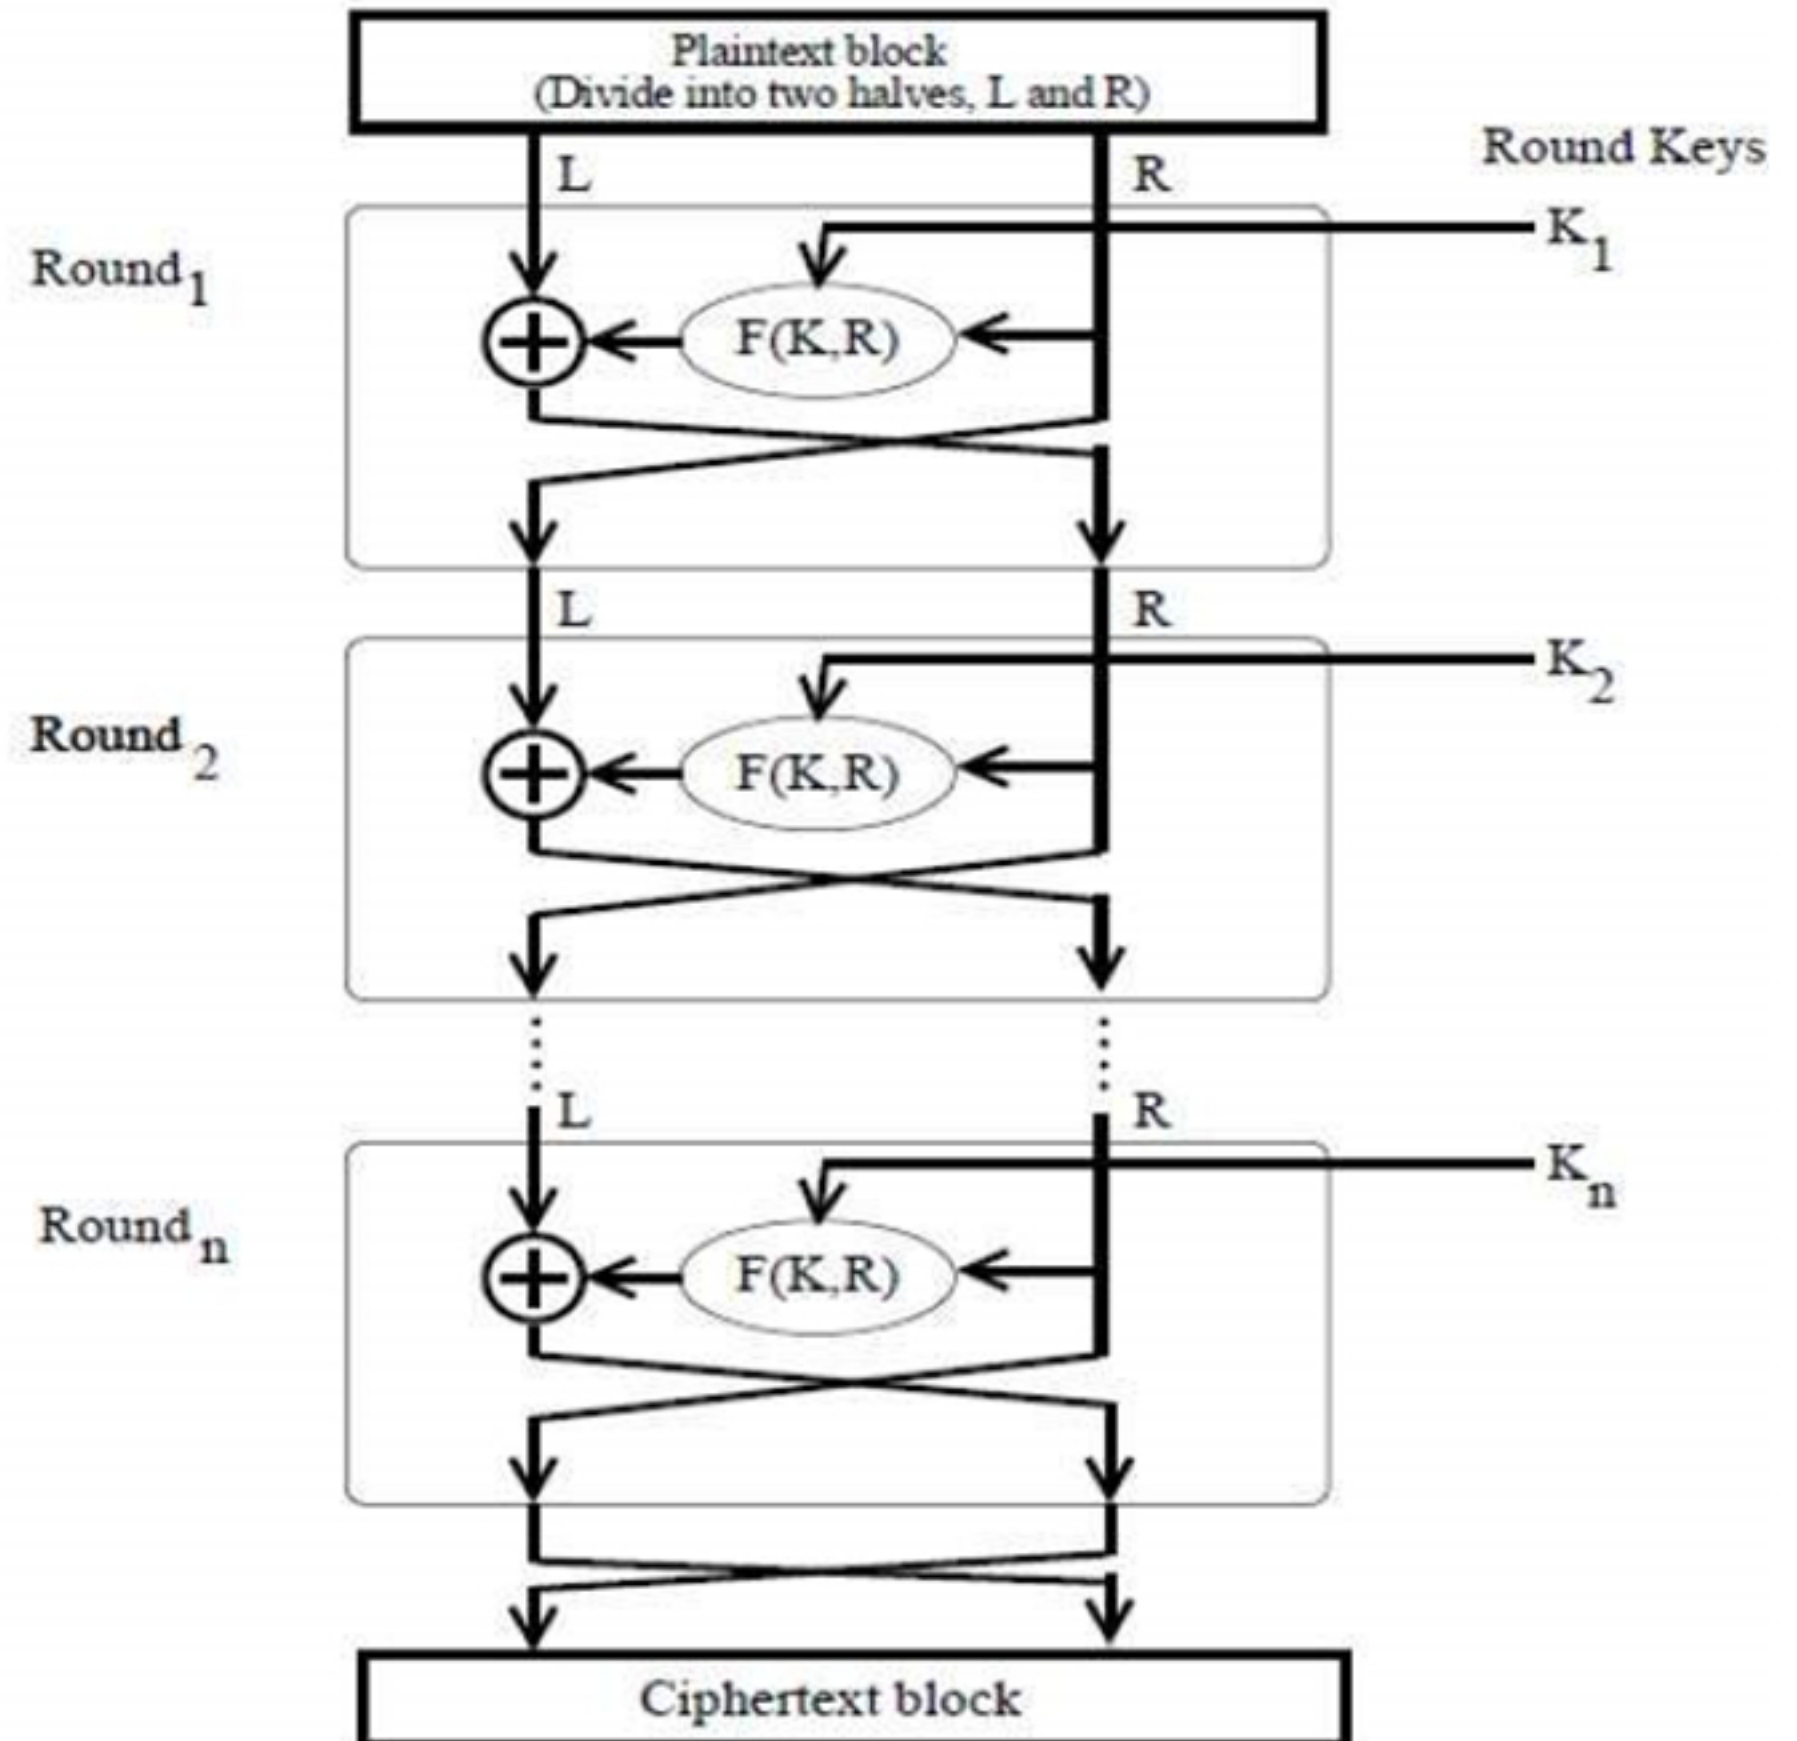 Plaintext block
(Divide into two halves, L and R)
Round Keys
L
R
K1
Round1
F(K,R)
L
R
K2
Round2
F(K,R)
L
R
Kn
Roundn
F(K,R)
Ciphertext block